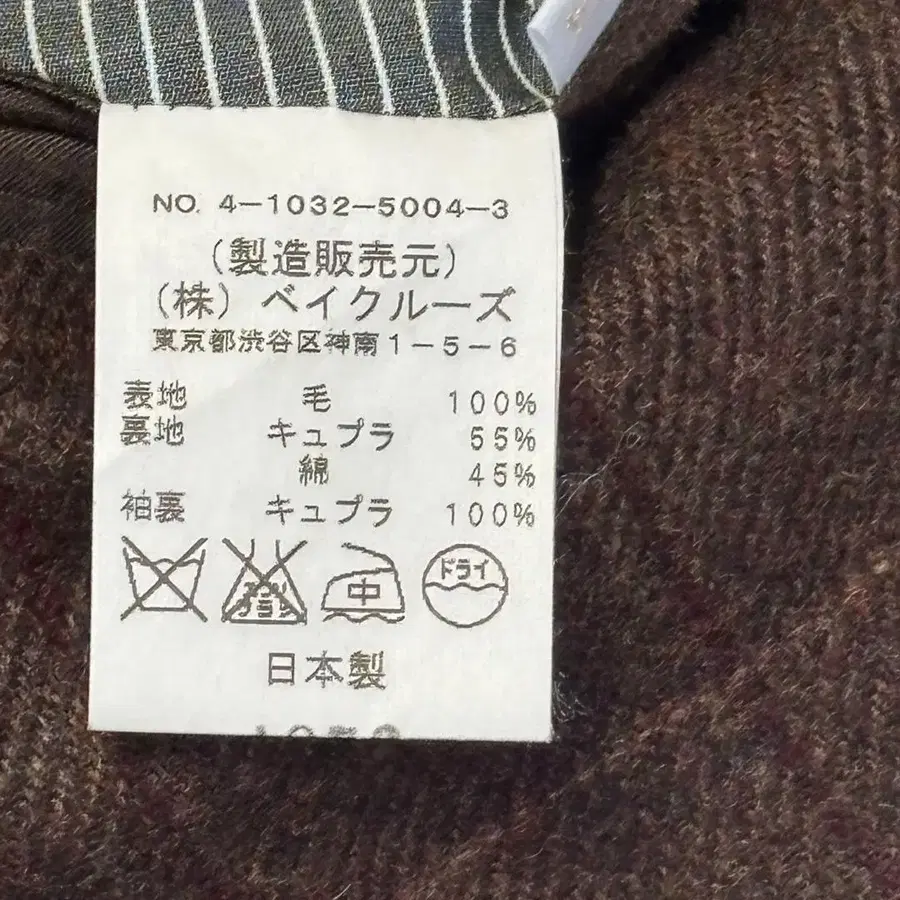 NO. 4-1032-5004-3
(製造販売元)
(株) ベイクルーズ
東京都渋谷区神南1-5-6
表地 毛 100%
裏地 キュプラ 55%
綿 45%
袖裏 キュプラ 100%
中 ドライ
日本製